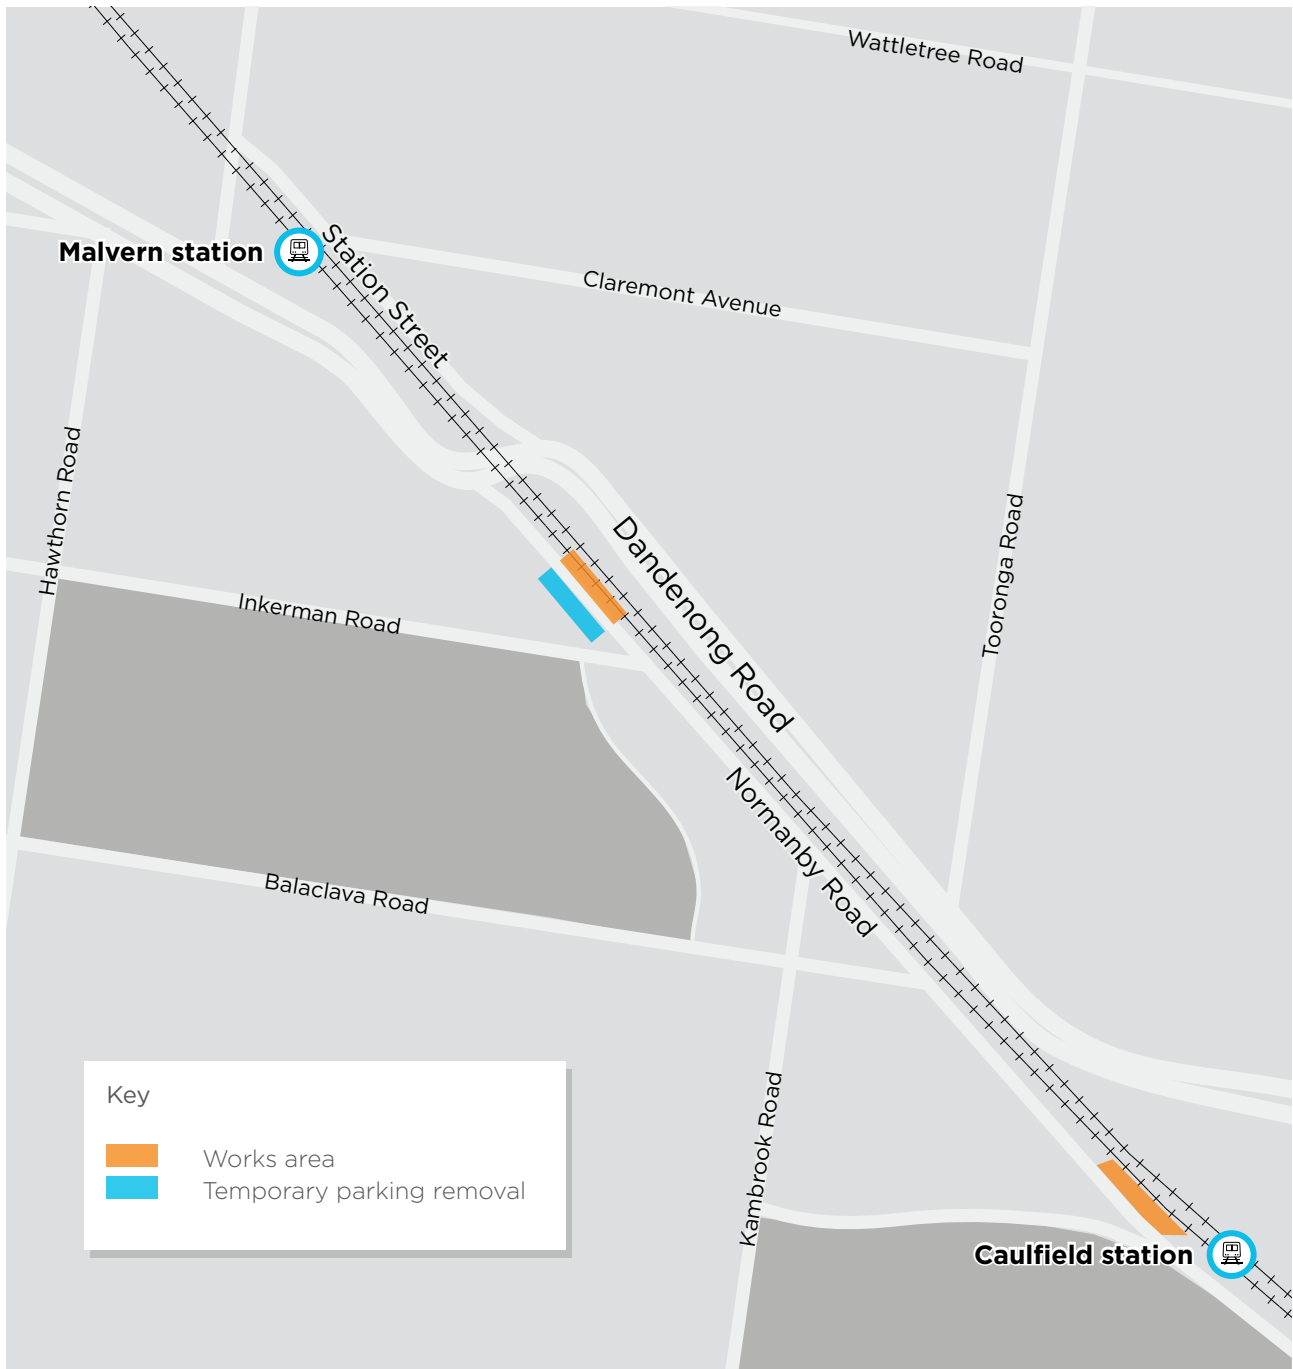 Wattletree Road
Malvern station
Station Street
Claremont Avenue
Hawthorn Road
Tooronga Road
Dandenong Road
Inkerman Road
Normanby Road
Balaclava Road
Kambrook Road
Key
Works area
Temporary parking removal
Caulfield station